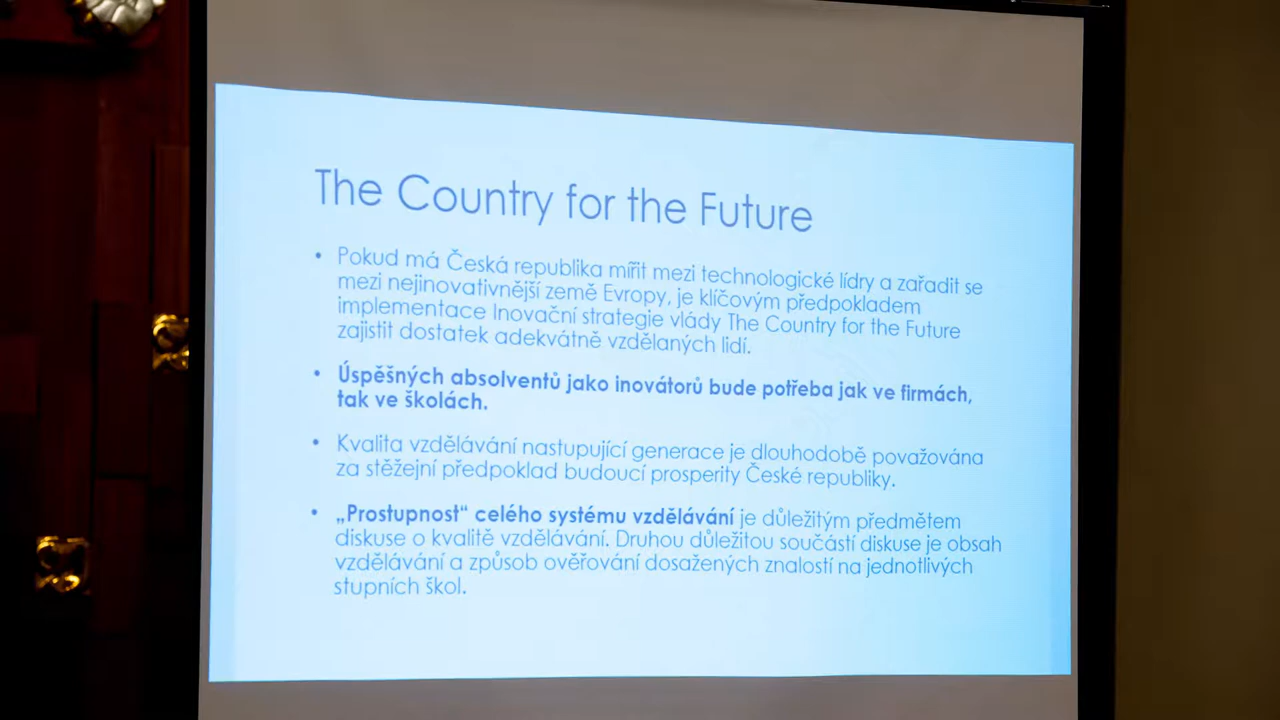 The Country for the Future
• Pokud má Česká republika mířit mezi technologické lídry a zařadit se
mezi nejinovativnější země Evropy, je klíčovým předpokladem
implementace Inovační strategie vlády The Country for the Future
zajistit dostatek adekvátně vzdělaných lidí.
• Úspěšných absolventů jako inovátorů bude potřeba jak ve firmách,
tak ve školách.
• Kvalita vzdělávání nastupující generace je dlouhodobě považována
za stěžejní předpoklad budoucí prosperity České republiky.
• „Prostupnost“ celého systému vzdělávání je důležitým předmětem
diskuse o kvalitě vzdělávání. Druhou důležitou součástí diskuse je obsah
vzdělávání a způsob ověřování dosažených znalostí na jednotlivých
stupních škol.